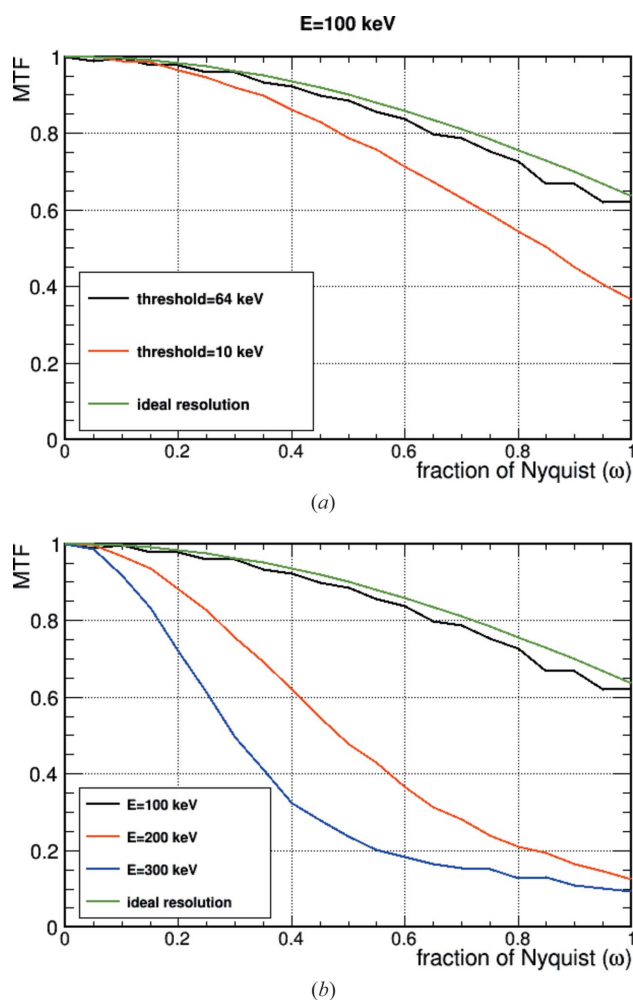 E=100 keV
MTF
1
0.8
0.6
0.4
0.2
0
threshold=64 keV
threshold=10 keV
ideal resolution
0 0.2 0.4 0.6 0.8 1
fraction of Nyquist (ω)
(a)
MTF
1
0.8
0.6
0.4
0.2
0
E=100 keV
E=200 keV
E=300 keV
ideal resolution
0 0.2 0.4 0.6 0.8 1
fraction of Nyquist (ω)
(b)